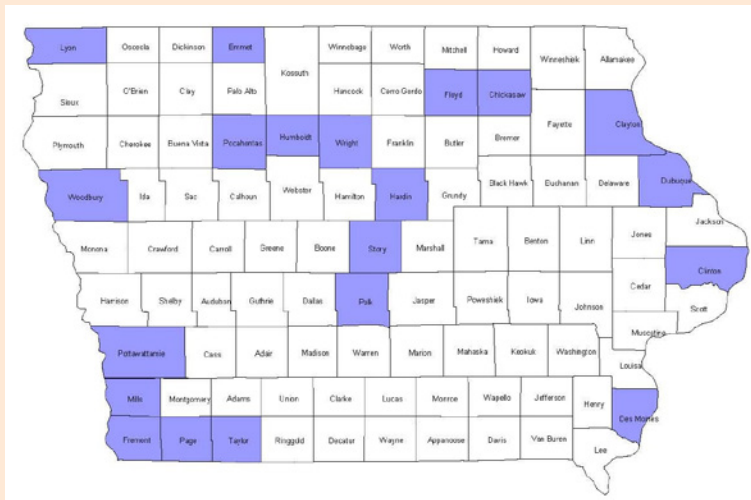 Lyon Osceola Dickinson Emmet Winnebago Worth Mitchell Howard Winneshiek Allamakee
Kossuth
Sioux O'Brien Clay Palo Alto Hancock Cerro Gordo Floyd Chickasaw
Fayette Clayton
Plymouth Cherokee Buena Vista Pocahontas Humboldt Wright Franklin Butler Bremer
Woodbury Ida Sac Calhoun Webster Hamilton Hardin Grundy Black Hawk Buchanan Delaware Dubuque
Jackson
Monona Crawford Carroll Greene Boone Story Marshall Tama Benton Linn Jones
Clinton
Harrison Shelby Audubon Guthrie Dallas Polk Jasper Poweshiek Iowa Johnson Cedar
Scott
Muscatine
Pottawattamie Cass Adair Madison Warren Marion Mahaska Keokuk Washington
Louisa
Mills Montgomery Adams Union Clarke Lucas Monroe Wapello Jefferson Henry
Des Moines
Fremont Page Taylor Ringgold Decatur Wayne Appanoose Davis Van Buren
Lee